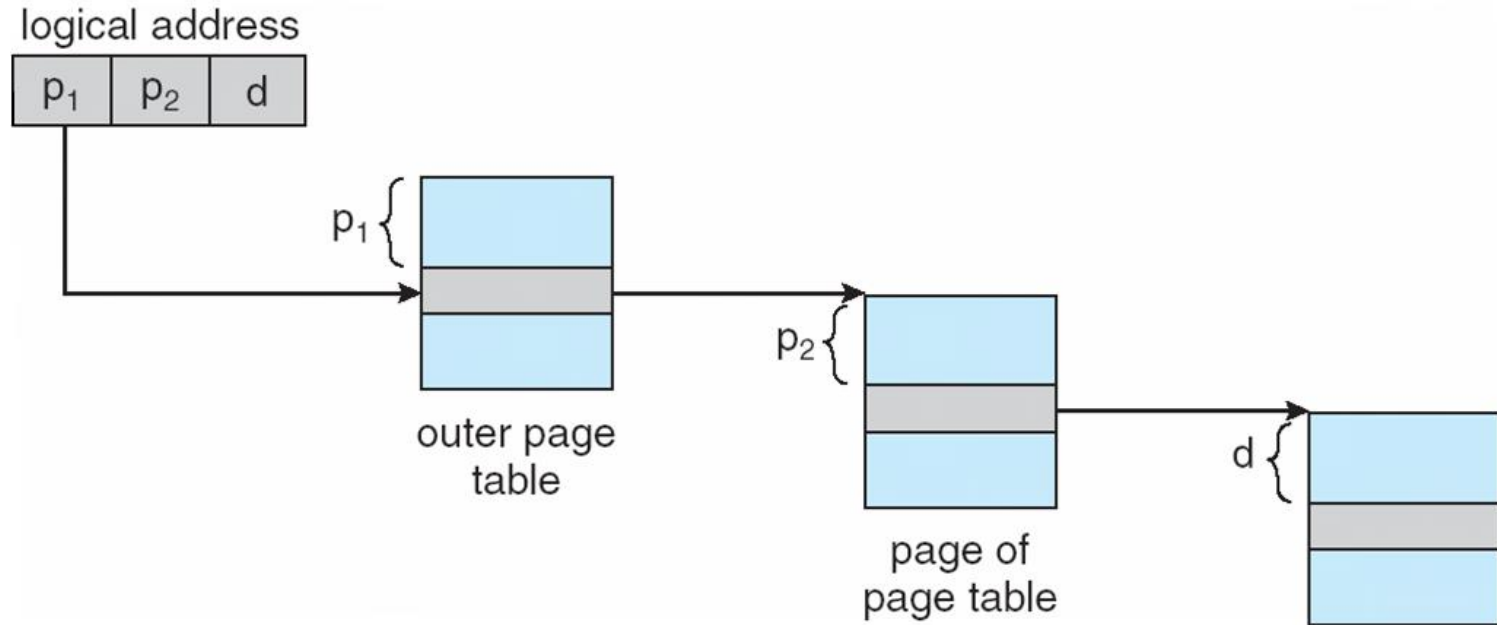 logical address
p₁ p₂ d
p₁
outer page
table
p₂
page of
page table
d